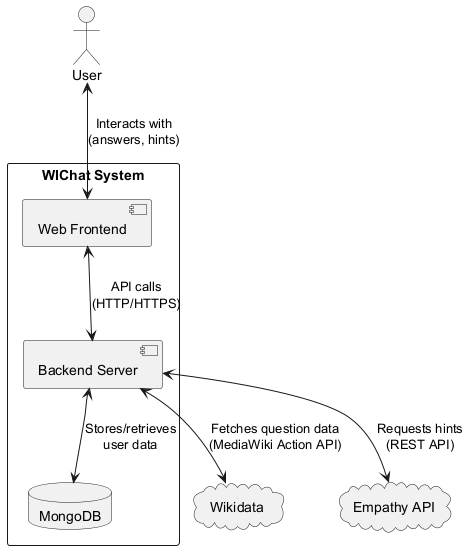 User
Interacts with
(answers, hints)
WIChat System
Web Frontend
API calls
(HTTP/HTTPS)
Backend Server
Stores/retrieves
user data
Fetches question data
(MediaWiki Action API)
Requests hints
(REST API)
MongoDB
Wikidata
Empathy API